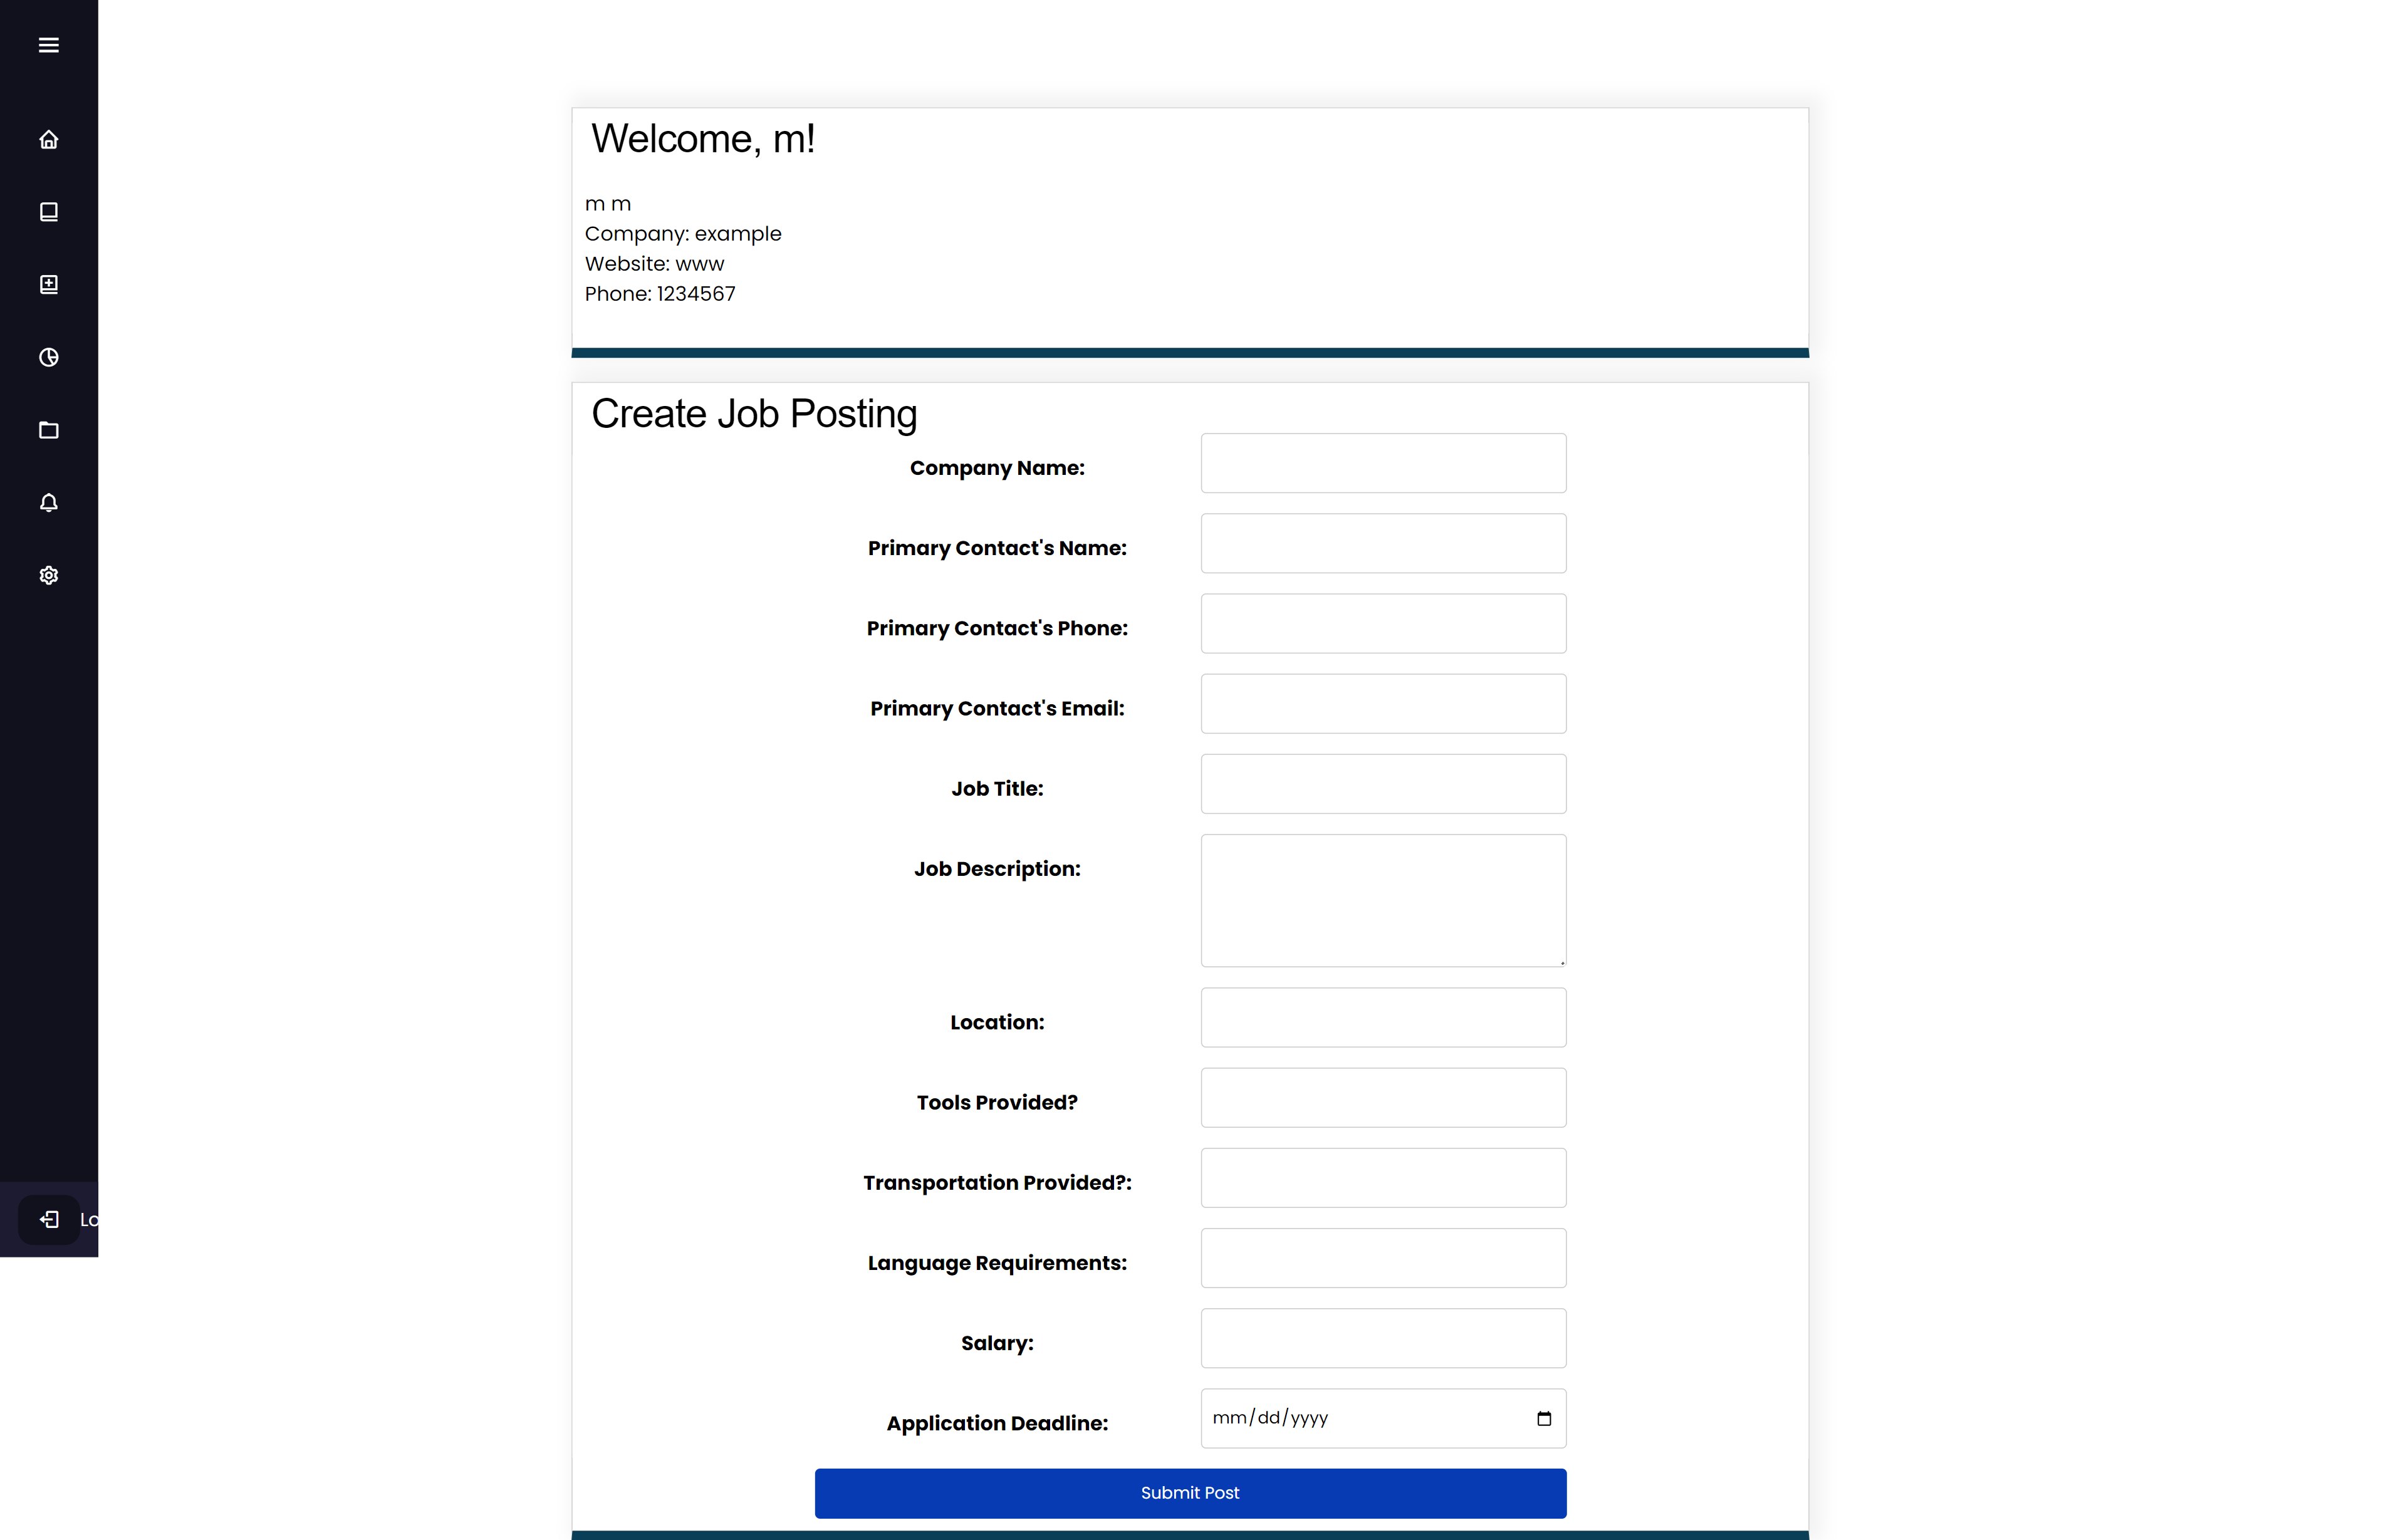 Welcome, m!
m m
Company: example
Website: www
Phone: 1234567
Create Job Posting
Company Name:
Primary Contact's Name:
Primary Contact's Phone:
Primary Contact's Email:
Job Title:
Job Description:
Location:
Tools Provided?
Transportation Provided?:
Language Requirements:
Lo
Salary:
Application Deadline: mm/dd/yyyy
Submit Post